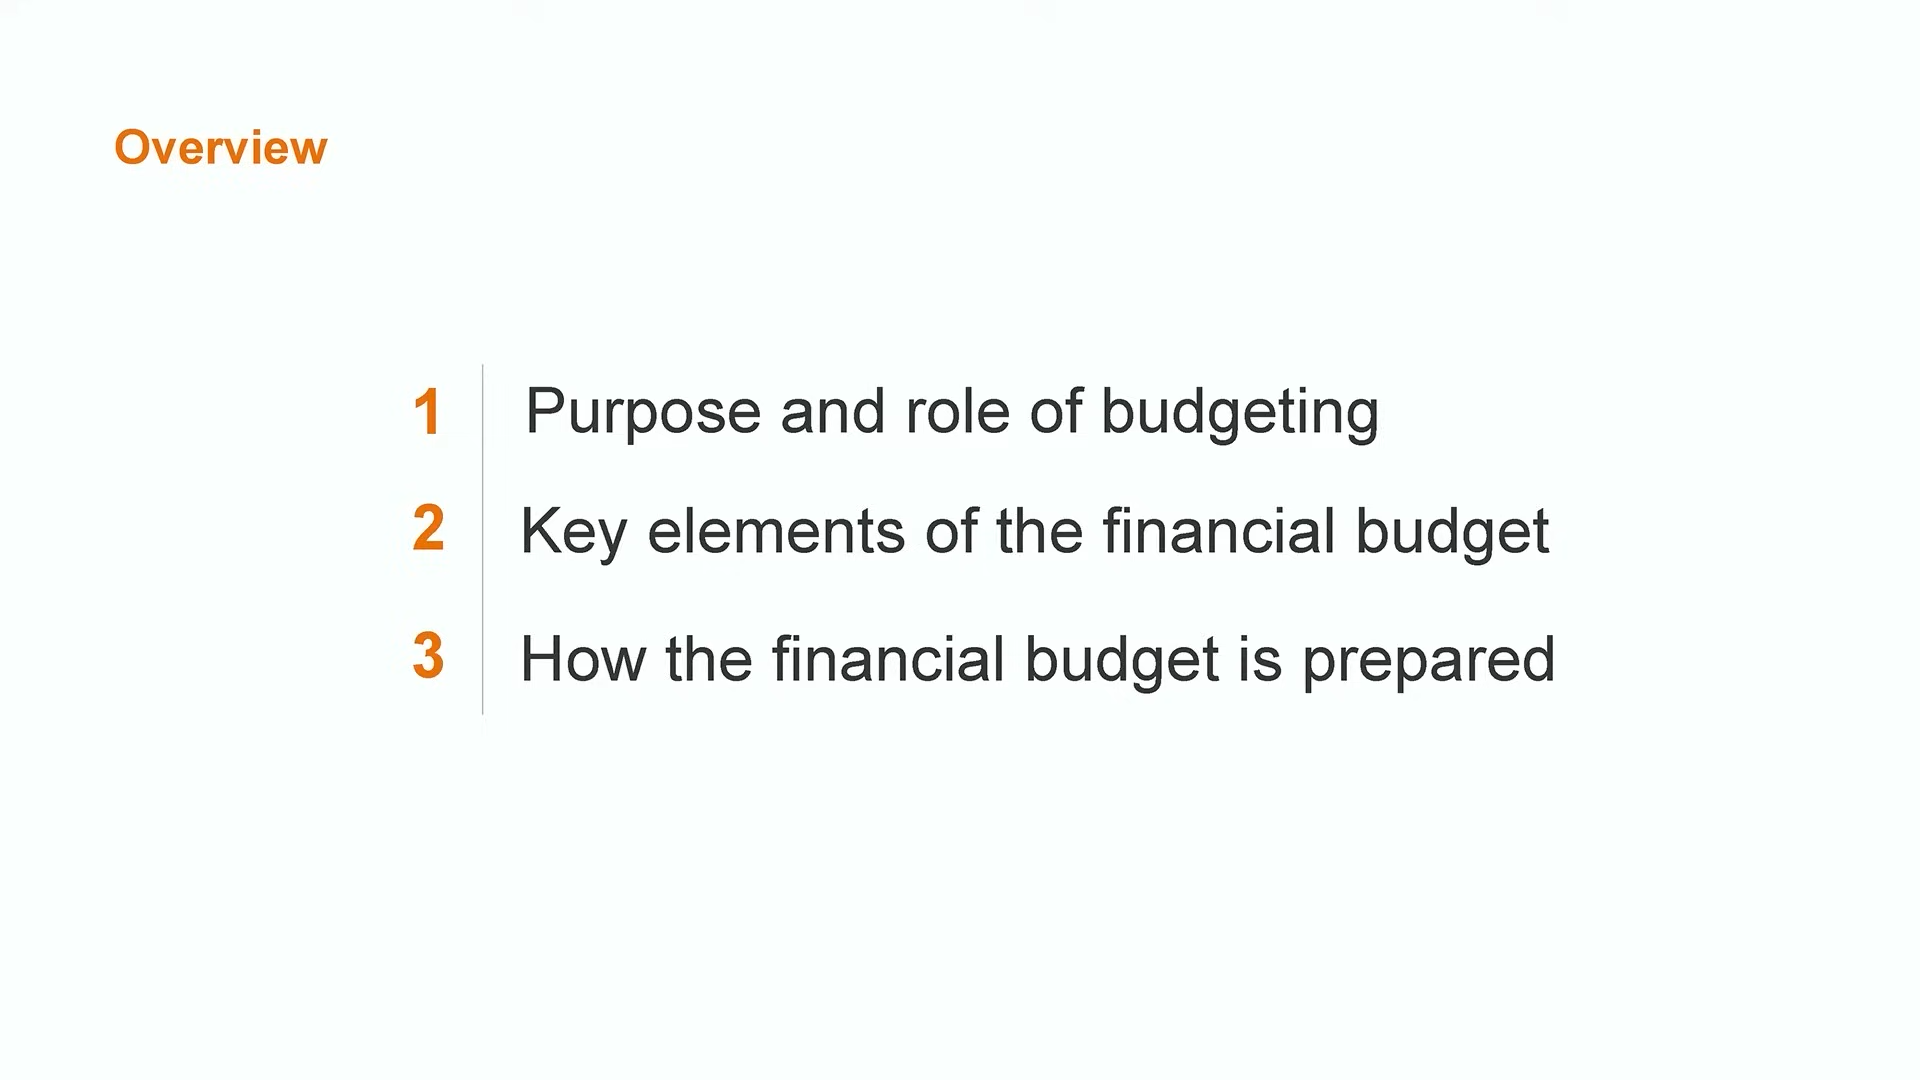 Overview
1 Purpose and role of budgeting
2 Key elements of the financial budget
3 How the financial budget is prepared